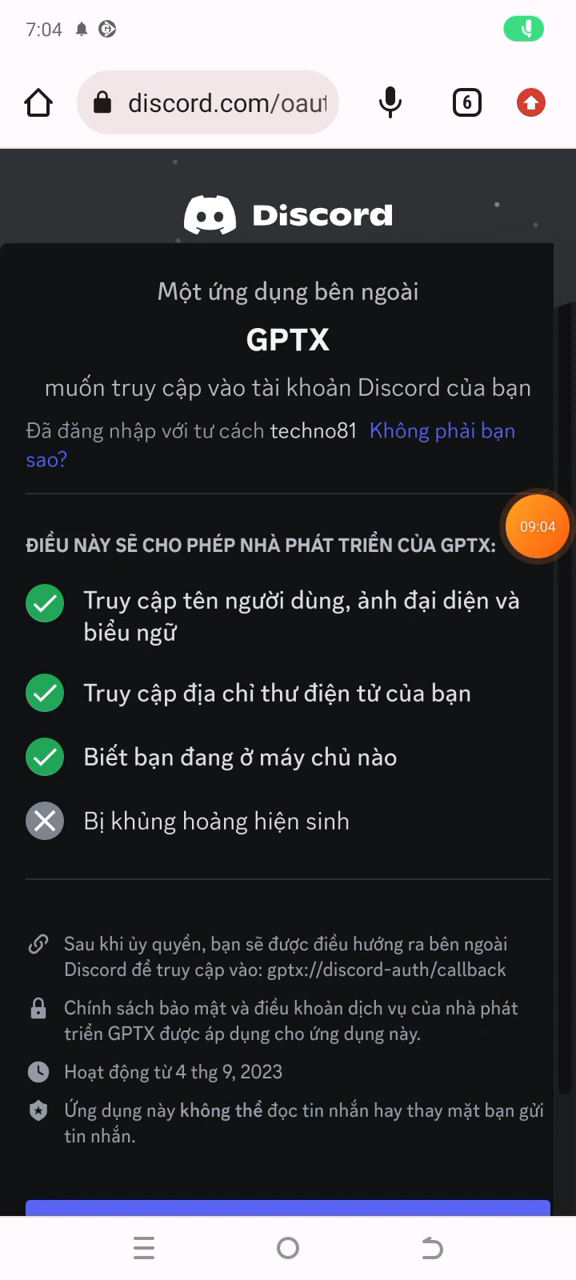 7:04
discord.com/oaut
6
Discord
Một ứng dụng bên ngoài
GPTX
muốn truy cập vào tài khoản Discord của bạn
Đã đăng nhập với tư cách techno81 Không phải bạn
sao?
09:04
ĐIỀU NÀY SẼ CHO PHÉP NHÀ PHÁT TRIỂN CỦA GPTX:
Truy cập tên người dùng, ảnh đại diện và
biểu ngữ
Truy cập địa chỉ thư điện tử của bạn
Biết bạn đang ở máy chủ nào
Bị khủng hoảng hiện sinh
Sau khi ủy quyền, bạn sẽ được điều hướng ra bên ngoài
Discord để truy cập vào: gptx://discord-auth/callback
Chính sách bảo mật và điều khoản dịch vụ của nhà phát
triển GPTX được áp dụng cho ứng dụng này.
Hoạt động từ 4 thg 9, 2023
Ứng dụng này không thể đọc tin nhắn hay thay mặt bạn gửi
tin nhắn.